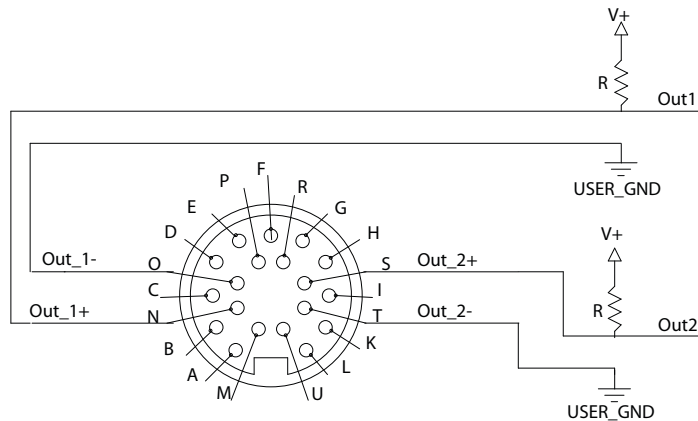 V+
R
Out1
USER_GND
F
P
R
E
G
D
H
V+
Out_1-
O
S
Out_2+
C
I
R
Out_1+
N
T
Out_2-
Out2
B
K
A
L
M
U
USER_GND